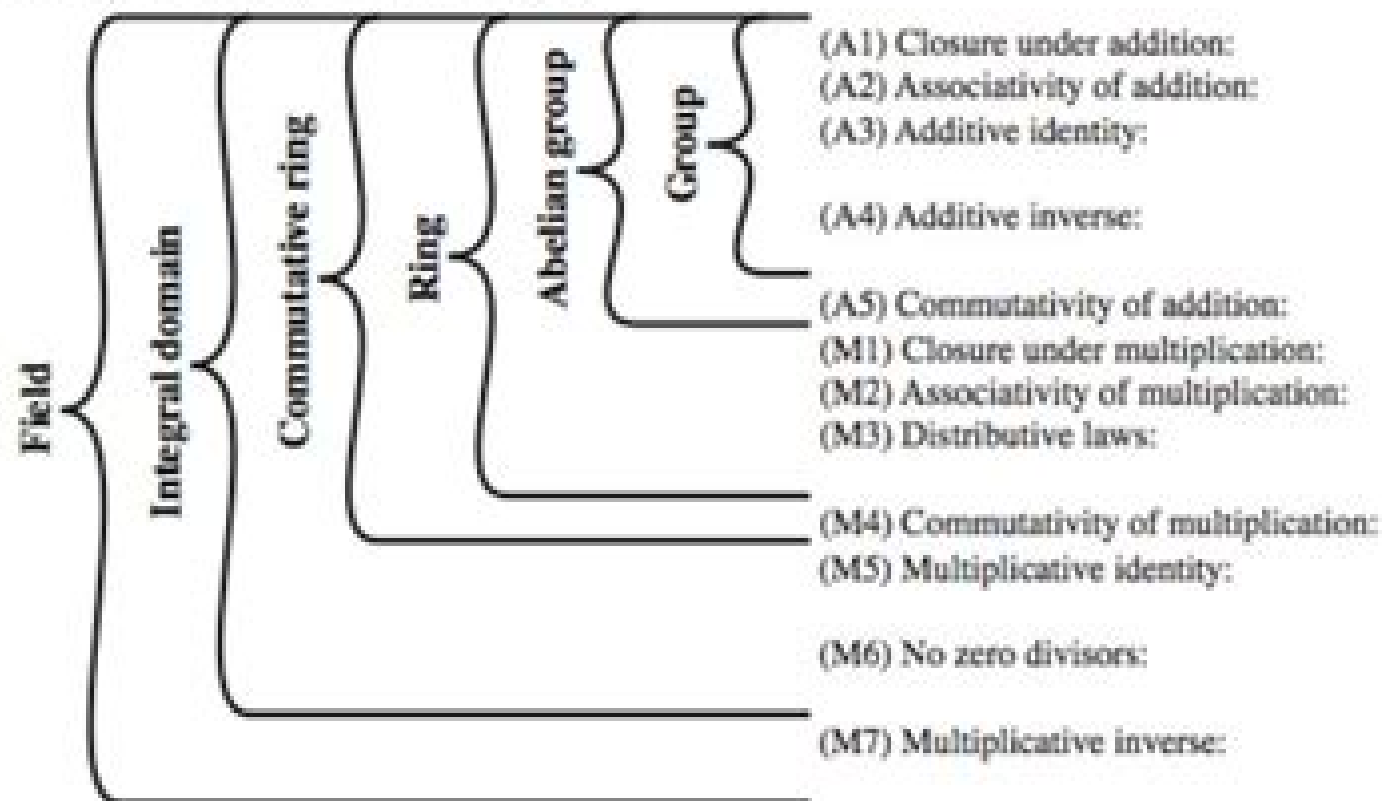 Field
Integral domain
Commutative ring
Ring
Abelian group
Group
(A1) Closure under addition:
(A2) Associativity of addition:
(A3) Additive identity:
(A4) Additive inverse:
(A5) Commutativity of addition:
(M1) Closure under multiplication:
(M2) Associativity of multiplication:
(M3) Distributive laws:
(M4) Commutativity of multiplication:
(M5) Multiplicative identity:
(M6) No zero divisors:
(M7) Multiplicative inverse: